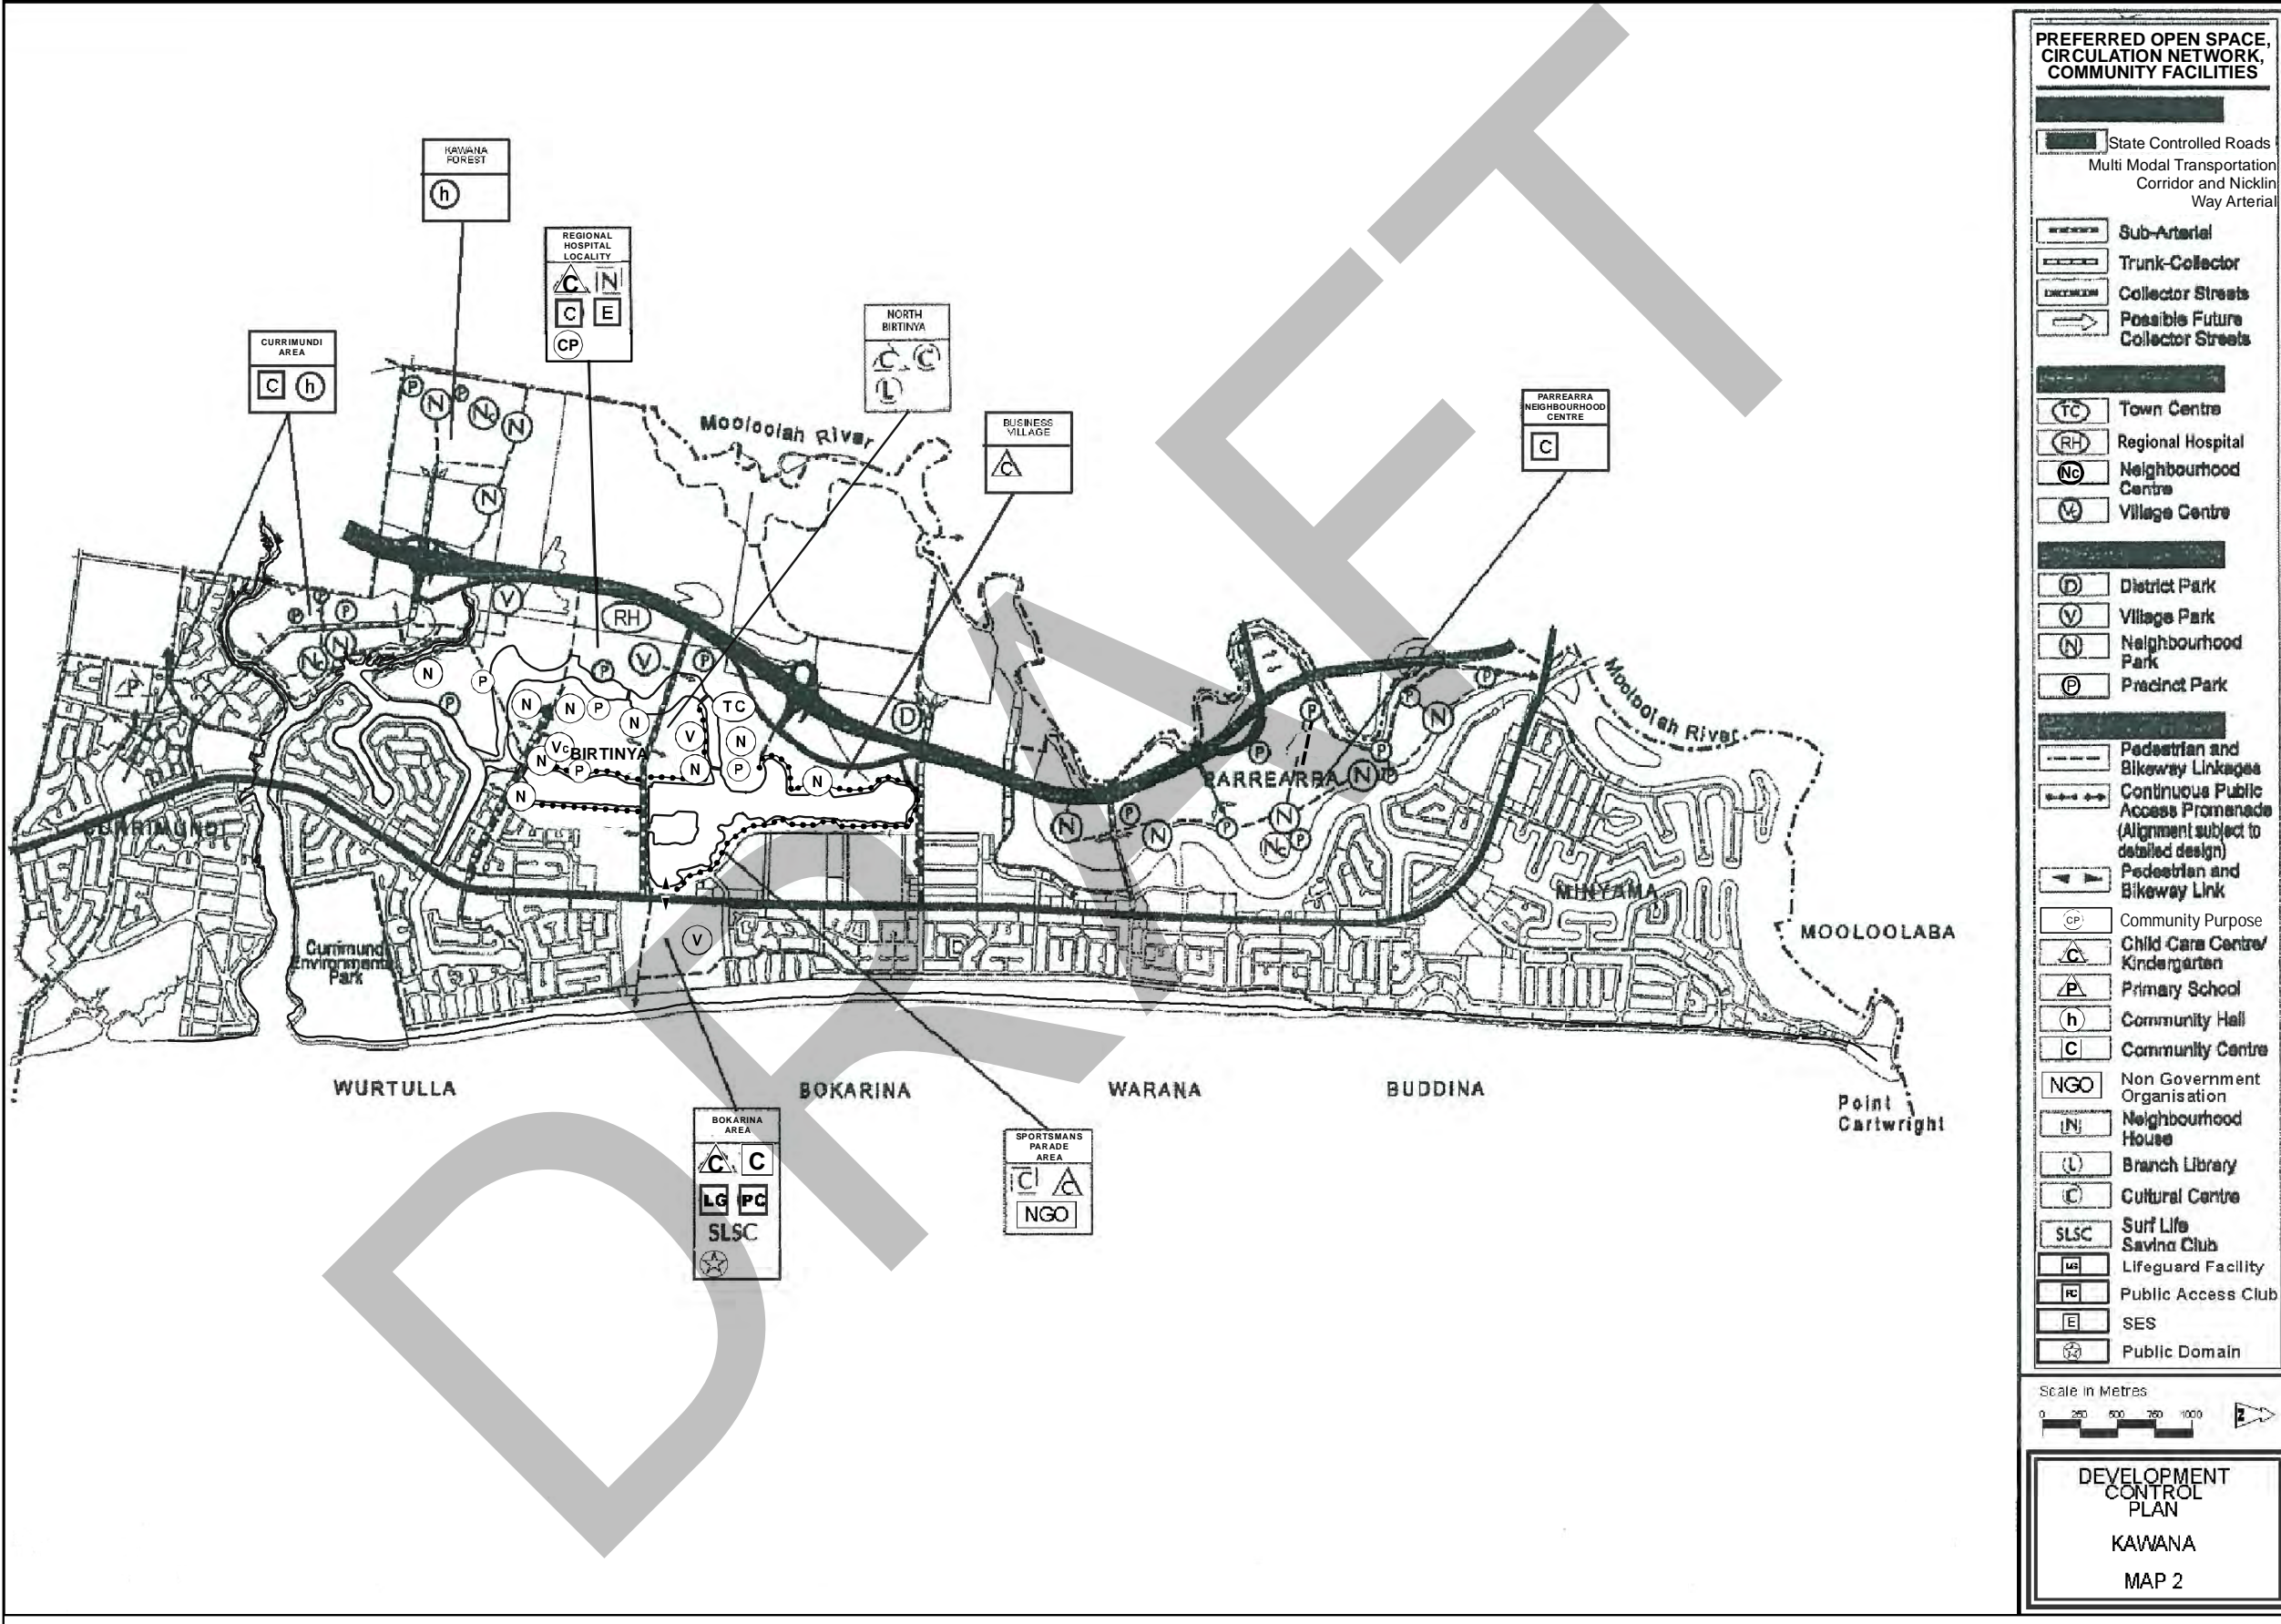 KAWANA
FOREST
h
REGIONAL
HOSPITAL
LOCALITY
C N
C E
CP
NORTH
BIRTINYA
C C
L
CURRIMUNDI
AREA
C h
BUSINESS
VILLAGE
C
PARREARRA
NEIGHBOURHOOD
CENTRE
C
Mooloolah River
P N P Nc N
N
V
RH
P P
N
Nc
P
N P
P
P V P
N N P N
TC
V N
Vc BIRTINYA
N P N P N
N
D
P
P
N
P
P
P
PARREARRA N
N P N P N
Nc P
Mooloolah River
CURRIMUNDI
MINYAMA
Currimundi
Environmental
Park
V
MOOLOOLABA
WURTULLA
BOKARINA
WARANA
BUDDINA
Point
Cartwright
BOKARINA
AREA
C C
LG PC
SLSC
SPORTSMANS
PARADE
AREA
C C
NGO
DRAFT
PREFERRED OPEN SPACE,
CIRCULATION NETWORK,
COMMUNITY FACILITIES
State Controlled Roads
Multi Modal Transportation
Corridor and Nicklin
Way Arterial
Sub-Arterial
Trunk-Collector
Collector Streets
Possible Future
Collector Streets
TC Town Centre
RH Regional Hospital
Nc Neighbourhood
Centre
Vc Village Centre
D District Park
V Village Park
N Neighbourhood
Park
P Precinct Park
Pedestrian and
Bikeway Linkages
Continuous Public
Access Promenade
(Alignment subject to
detailed design)
Pedestrian and
Bikeway Link
CP Community Purpose
C Child Care Centre/
Kindergarten
P Primary School
h Community Hall
C Community Centre
NGO Non Government
Organisation
N Neighbourhood
House
L Branch Library
C Cultural Centre
SLSC Surf Life
Saving Club
LG Lifeguard Facility
PC Public Access Club
E SES
Public Domain
Scale in Metres
0 250 500 750 1000
Z
DEVELOPMENT
CONTROL
PLAN
KAWANA
MAP 2